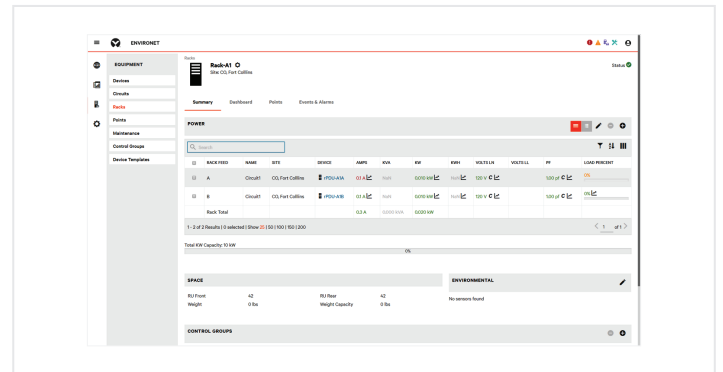 ENVIRONET
EQUIPMENT
Devices
Circuits
Racks
Points
Maintenance
Control Groups
Device Templates
Racks
Rack-A1
Site: CO, Fort Collins
Status
Summary Dashboard Points Events & Alarms
POWER
Search
RACK FEED NAME SITE DEVICE AMPS KVA KW KWH VOLTS LN VOLTS LL PF LOAD PERCENT
A Circuit1 CO, Fort Collins rPDU-A1A 0.1 A NaN 0.010 kW NaN 120 V C 1.00 pf C 0%
B Circuit1 CO, Fort Collins rPDU-A1B 0.1 A NaN 0.010 kW NaN 120 V C 1.00 pf C 0%
Rack Total 0.2 A 0.000 kVA 0.020 kW
1 - 2 of 2 Results | 0 selected | Show 25 | 50 | 100 | 150 | 200 1 of 1
Total KW Capacity: 10 kW
0%
SPACE ENVIRONMENTAL
RU Front 42 RU Rear 42 No sensors found
Weight 0 lbs Weight Capacity 0 lbs
CONTROL GROUPS